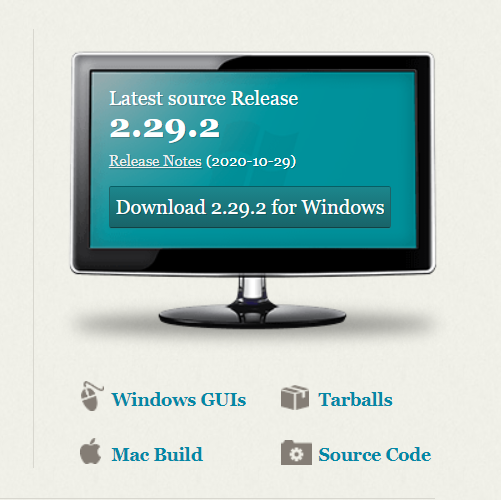 Latest source Release
2.29.2
Release Notes (2020-10-29)
Download 2.29.2 for Windows
Windows GUIs
Tarballs
Mac Build
Source Code